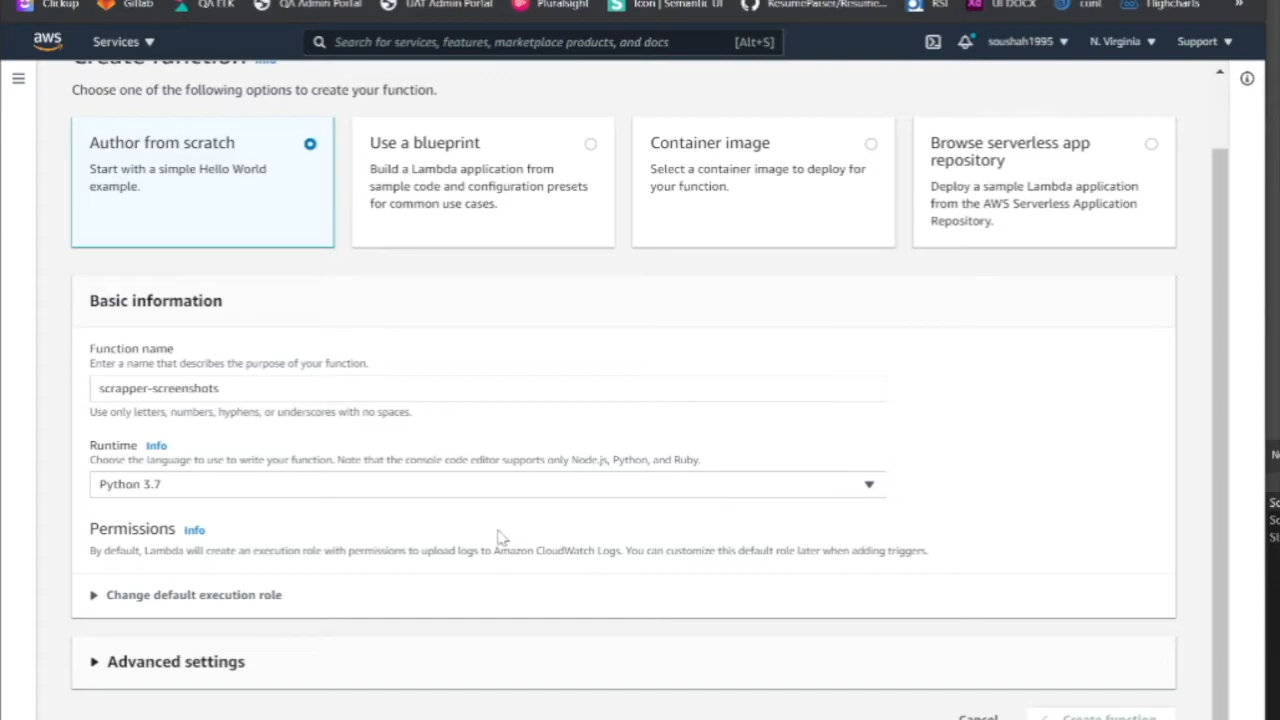 Clickup Gitlab QA ELK QA Admin Portal UAT Admin Portal Pluralsight Icon | Semantic UI ResumeParser/Resume... RSI UI DOCX conf Highcharts »
aws Services Search for services, features, marketplace products, and docs [Alt+S] soushah1995 N. Virginia Support
Create function Info
Choose one of the following options to create your function.
Author from scratch
Start with a simple Hello World
example.
Use a blueprint
Build a Lambda application from
sample code and configuration presets
for common use cases.
Container image
Select a container image to deploy for
your function.
Browse serverless app
repository
Deploy a sample Lambda application
from the AWS Serverless Application
Repository.
Basic information
Function name
Enter a name that describes the purpose of your function.
scrapper-screenshots
Use only letters, numbers, hyphens, or underscores with no spaces.
Runtime Info
Choose the language to use to write your function. Note that the console code editor supports only Node.js, Python, and Ruby.
Python 3.7
Permissions Info
By default, Lambda will create an execution role with permissions to upload logs to Amazon CloudWatch Logs. You can customize this default role later when adding triggers.
Change default execution role
Advanced settings
Cancel Create function